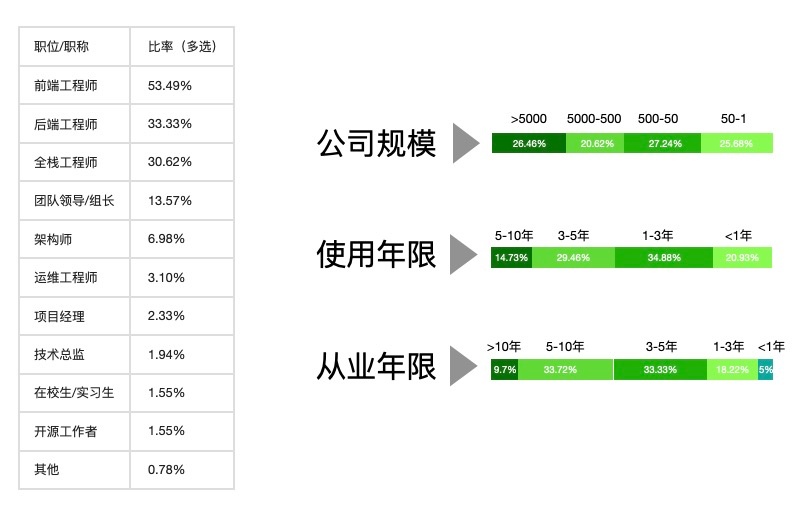 职位/职称 比率（多选）
前端工程师 53.49%
后端工程师 33.33%
全栈工程师 30.62%
团队领导/组长 13.57%
架构师 6.98%
运维工程师 3.10%
项目经理 2.33%
技术总监 1.94%
在校生/实习生 1.55%
开源工作者 1.55%
其他 0.78%
>5000 5000-500 500-50 50-1
公司规模 26.46% 20.62% 27.24% 25.68%
5-10年 3-5年 1-3年 <1年
使用年限 14.73% 29.46% 34.88% 20.93%
>10年 5-10年 3-5年 1-3年 <1年
从业年限 9.7% 33.72% 33.33% 18.22% 5%